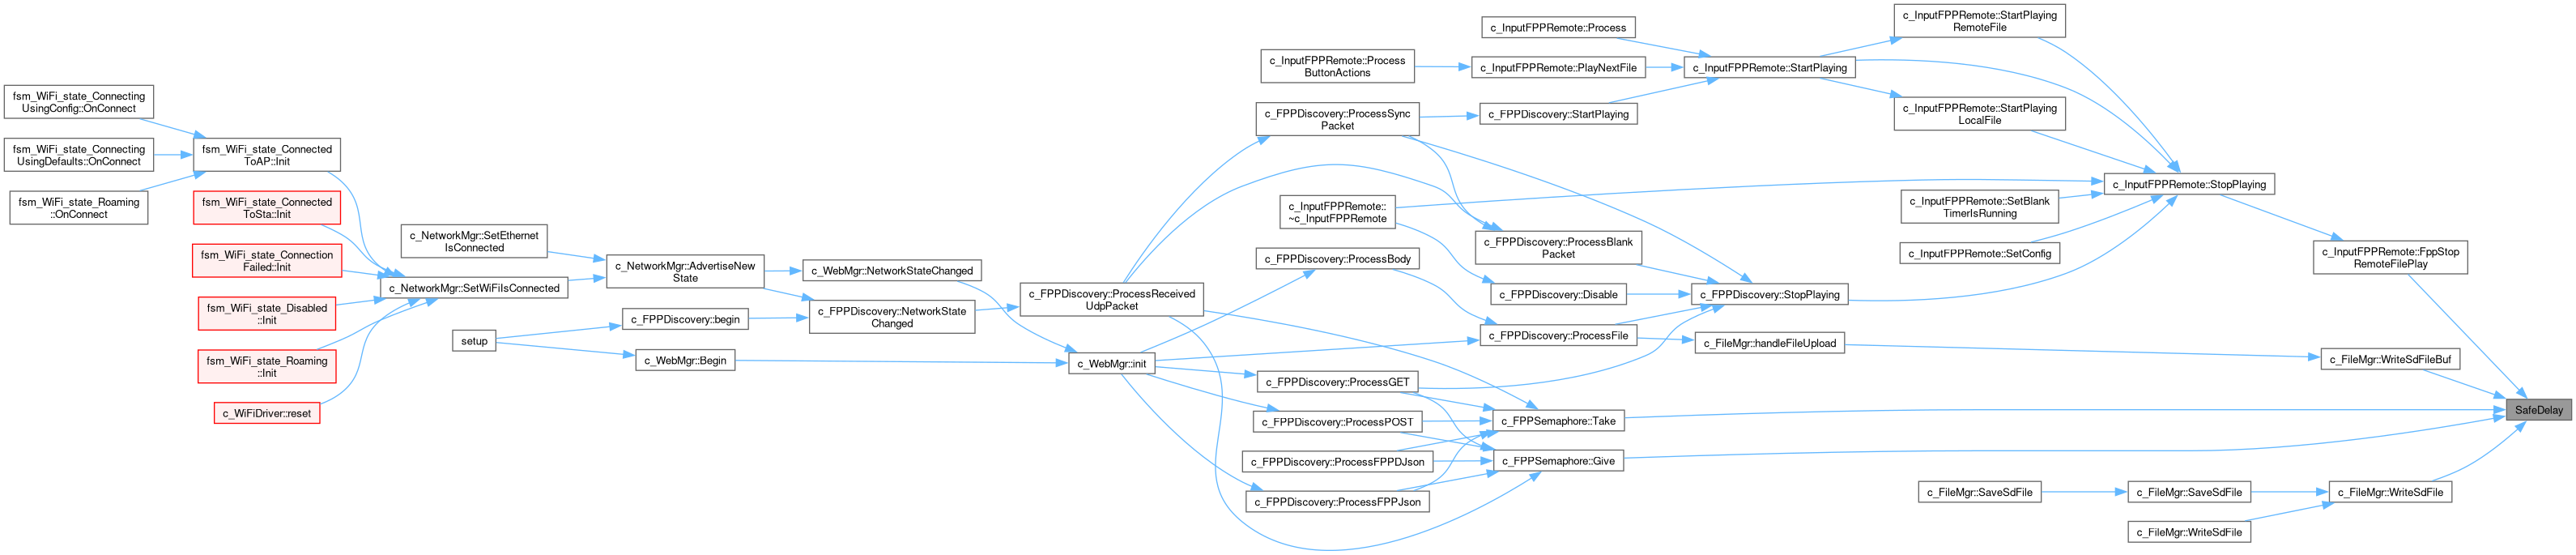 fsm_WiFi_state_Connecting
UsingConfig::OnConnect
fsm_WiFi_state_Connecting
UsingDefaults::OnConnect
fsm_WiFi_state_Roaming
::OnConnect
fsm_WiFi_state_Connected
ToAP::Init
fsm_WiFi_state_Connected
ToSta::Init
fsm_WiFi_state_Connection
Failed::Init
fsm_WiFi_state_Disabled
::Init
fsm_WiFi_state_Roaming
::Init
c_WiFiDriver::reset
c_NetworkMgr::SetEthernet
IsConnected
c_NetworkMgr::SetWiFiIsConnected
setup
c_NetworkMgr::AdvertiseNew
State
c_FPPDiscovery::begin
c_WebMgr::Begin
c_WebMgr::NetworkStateChanged
c_FPPDiscovery::NetworkState
Changed
c_FPPDiscovery::ProcessReceived
UdpPacket
c_WebMgr::init
c_InputFPPRemote::Process
ButtonActions
c_FPPDiscovery::ProcessSync
Packet
c_InputFPPRemote::
~c_InputFPPRemote
c_FPPDiscovery::ProcessBody
c_FPPDiscovery::ProcessGET
c_FPPDiscovery::ProcessPOST
c_FPPDiscovery::ProcessFPPDJson
c_FPPDiscovery::ProcessFPPJson
c_InputFPPRemote::Process
c_InputFPPRemote::PlayNextFile
c_FPPDiscovery::StartPlaying
c_FPPDiscovery::ProcessBlank
Packet
c_FPPDiscovery::Disable
c_FPPDiscovery::ProcessFile
c_FPPSemaphore::Take
c_FPPSemaphore::Give
c_InputFPPRemote::StartPlaying
c_FPPDiscovery::StopPlaying
c_FileMgr::handleFileUpload
c_InputFPPRemote::StartPlaying
RemoteFile
c_InputFPPRemote::StartPlaying
LocalFile
c_InputFPPRemote::SetBlank
TimerIsRunning
c_InputFPPRemote::SetConfig
c_FileMgr::SaveSdFile
c_InputFPPRemote::StopPlaying
c_FileMgr::SaveSdFile
c_FileMgr::WriteSdFile
c_InputFPPRemote::FppStop
RemoteFilePlay
c_FileMgr::WriteSdFileBuf
c_FileMgr::WriteSdFile
SafeDelay